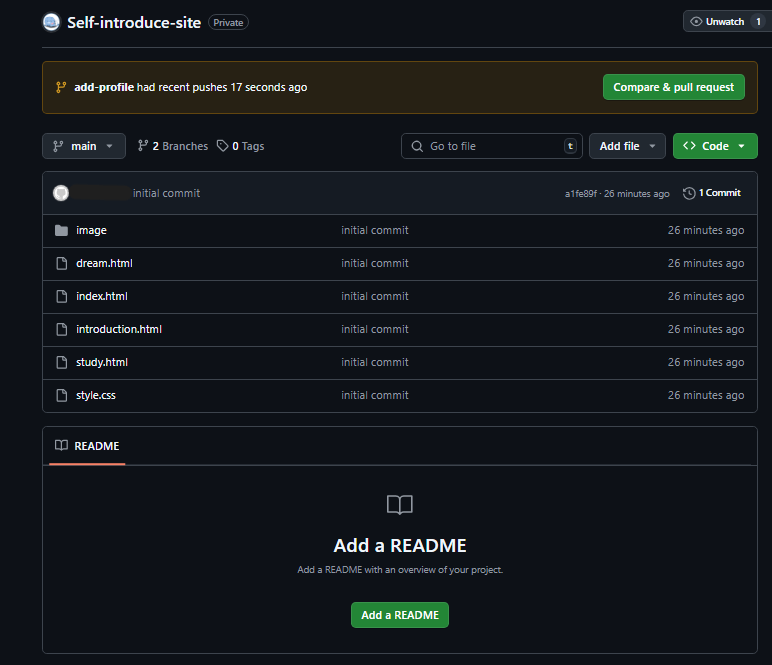 Self-introduce-site Private Unwatch 1
add-profile had recent pushes 17 seconds ago Compare & pull request
main 2 Branches 0 Tags Go to file t Add file Code
initial commit a1fe89f · 26 minutes ago 1 Commit
image initial commit 26 minutes ago
dream.html initial commit 26 minutes ago
index.html initial commit 26 minutes ago
introduction.html initial commit 26 minutes ago
study.html initial commit 26 minutes ago
style.css initial commit 26 minutes ago
README
Add a README
Add a README with an overview of your project.
Add a README